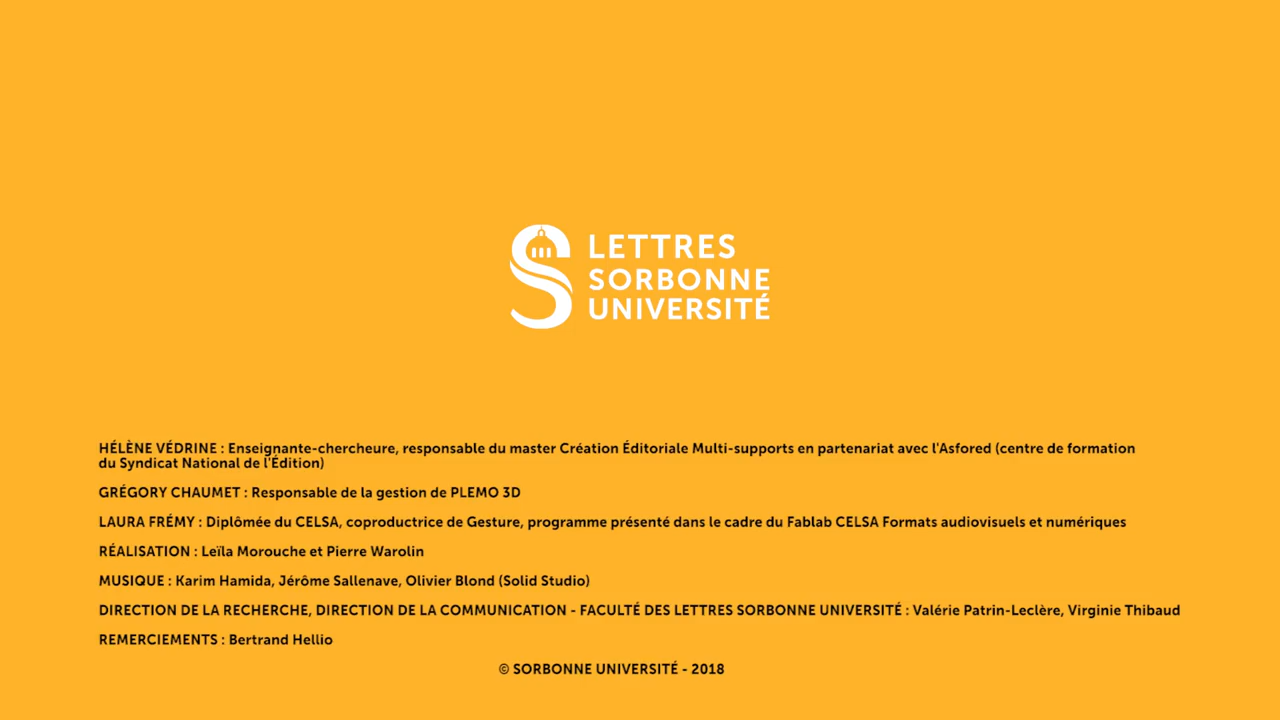 LETTRES
SORBONNE
UNIVERSITÉ
HÉLÈNE VÉDRINE : Enseignante-chercheure, responsable du master Création Éditoriale Multi-supports en partenariat avec l'Asfored (centre de formation
du Syndicat National de l'Édition)
GRÉGORY CHAUMET : Responsable de la gestion de PLEMO 3D
LAURA FRÉMY : Diplômée du CELSA, coproductrice de Gesture, programme présenté dans le cadre du Fablab CELSA Formats audiovisuels et numériques
RÉALISATION : Leïla Morouche et Pierre Warolin
MUSIQUE : Karim Hamida, Jérôme Sallenave, Olivier Blond (Solid Studio)
DIRECTION DE LA RECHERCHE, DIRECTION DE LA COMMUNICATION - FACULTÉ DES LETTRES SORBONNE UNIVERSITÉ : Valérie Patrin-Leclère, Virginie Thibaud
REMERCIEMENTS : Bertrand Hellio
© SORBONNE UNIVERSITÉ - 2018